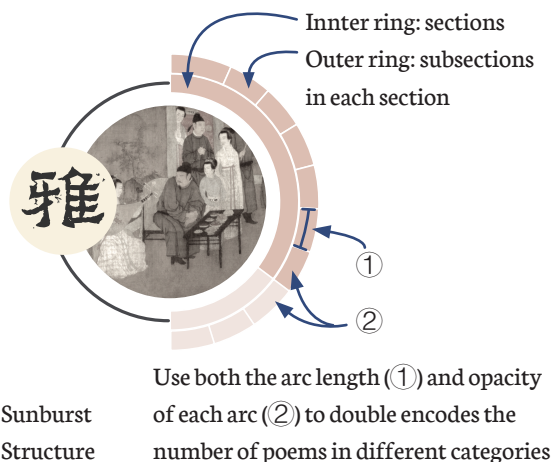 Innter ring: sections
Outer ring: subsections
in each section
雅
①
②
Use both the arc length (①) and opacity
Sunburst of each arc (②) to double encodes the
Structure number of poems in different categories